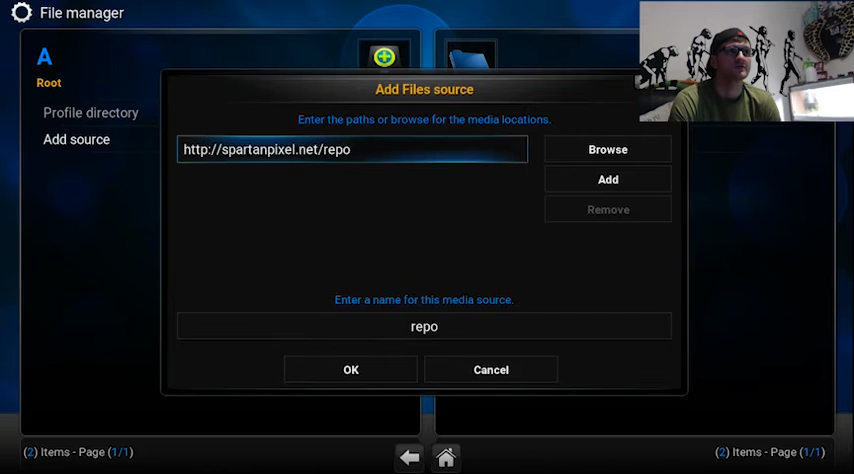 File manager
A
Root
Profile directory
Add source
Add Files source
Enter the paths or browse for the media locations.
http://spartanpixel.net/repo
Browse
Add
Remove
Enter a name for this media source.
repo
OK
Cancel
(2) Items - Page (1/1)
(2) Items - Page (1/1)